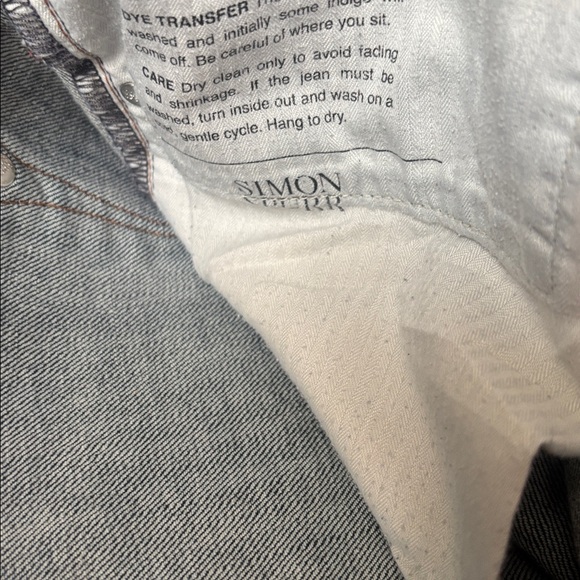 DYE TRANSFER
washed and initially some indigo
come off. Be careful of where you sit.
CARE Dry clean only to avoid fading
and shrinkage. If the jean must be
washed, turn inside out and wash on a
gentle cycle. Hang to dry.
SIMON
SPURR